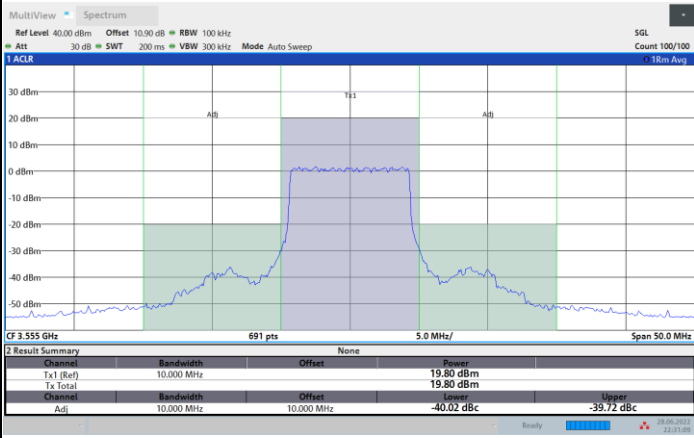 MultiView Spectrum
Ref Level 40.00 dBm Offset 10.90 dB RBW 100 kHz SGL
Att 30 dB SWT 200 ms VBW 300 kHz Mode Auto Sweep Count 100/100
1 ACLR 1Rm Avg
30 dBm
Tx1
20 dBm Adj Adj
10 dBm
0 dBm
-10 dBm
-20 dBm
-30 dBm
-40 dBm
-50 dBm
CF 3.555 GHz 691 pts 5.0 MHz/ Span 50.0 MHz
2 Result Summary None
Channel Bandwidth Offset Power
Tx1 (Ref) 10.000 MHz 19.80 dBm
Tx Total 19.80 dBm
Channel Bandwidth Offset Lower Upper
Adj 10.000 MHz 10.000 MHz -40.02 dBc -39.72 dBc
Ready 28.06.2022
22:31:09